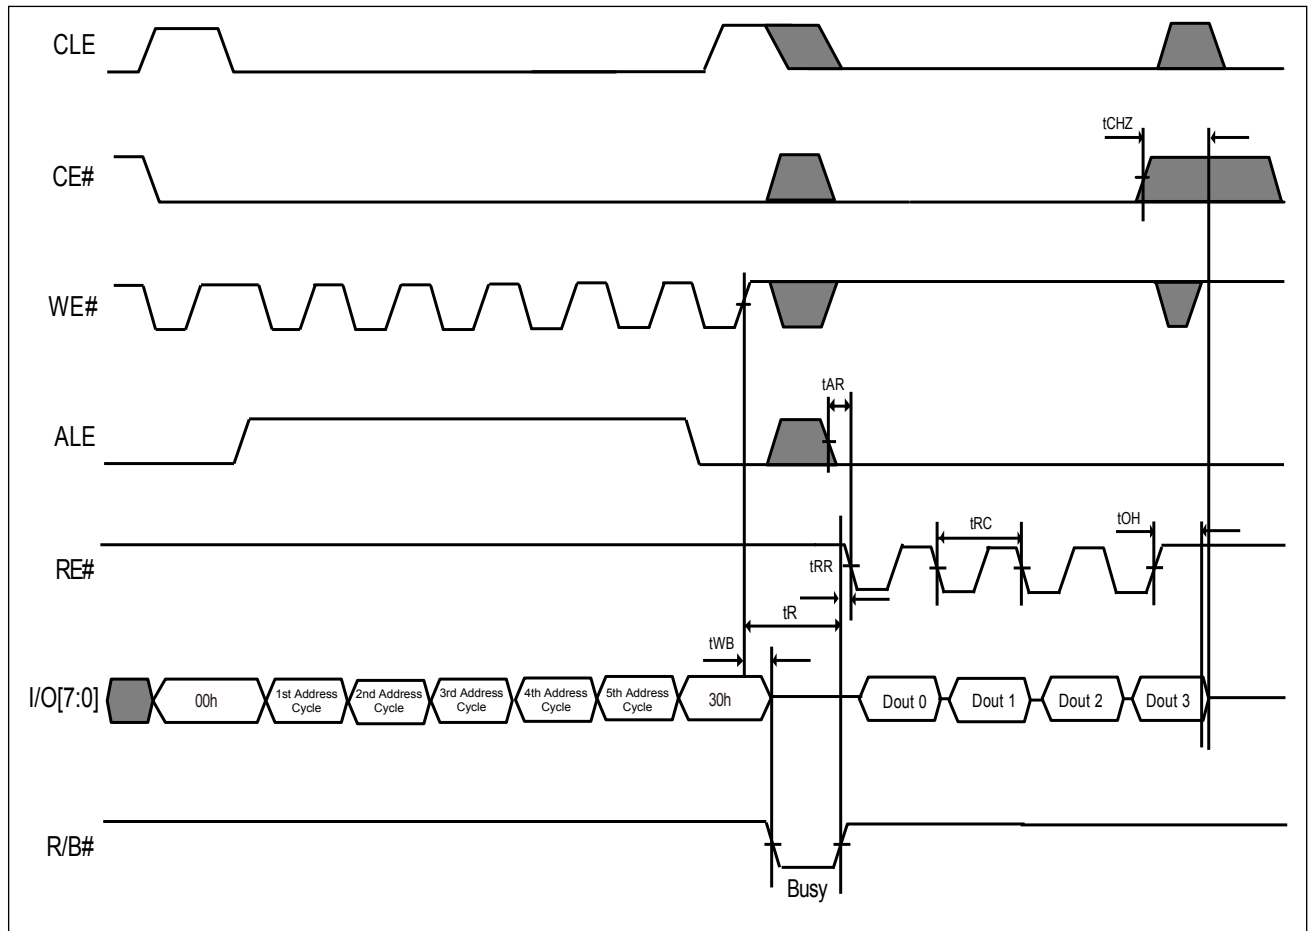 CLE
tCHZ
CE#
WE#
tAR
ALE
tRC
tOH
RE#
tRR
tR
tWB
I/O[7:0]
00h
1st Address
Cycle
2nd Address
Cycle
3rd Address
Cycle
4th Address
Cycle
5th Address
Cycle
30h
Dout 0
Dout 1
Dout 2
Dout 3
R/B#
Busy